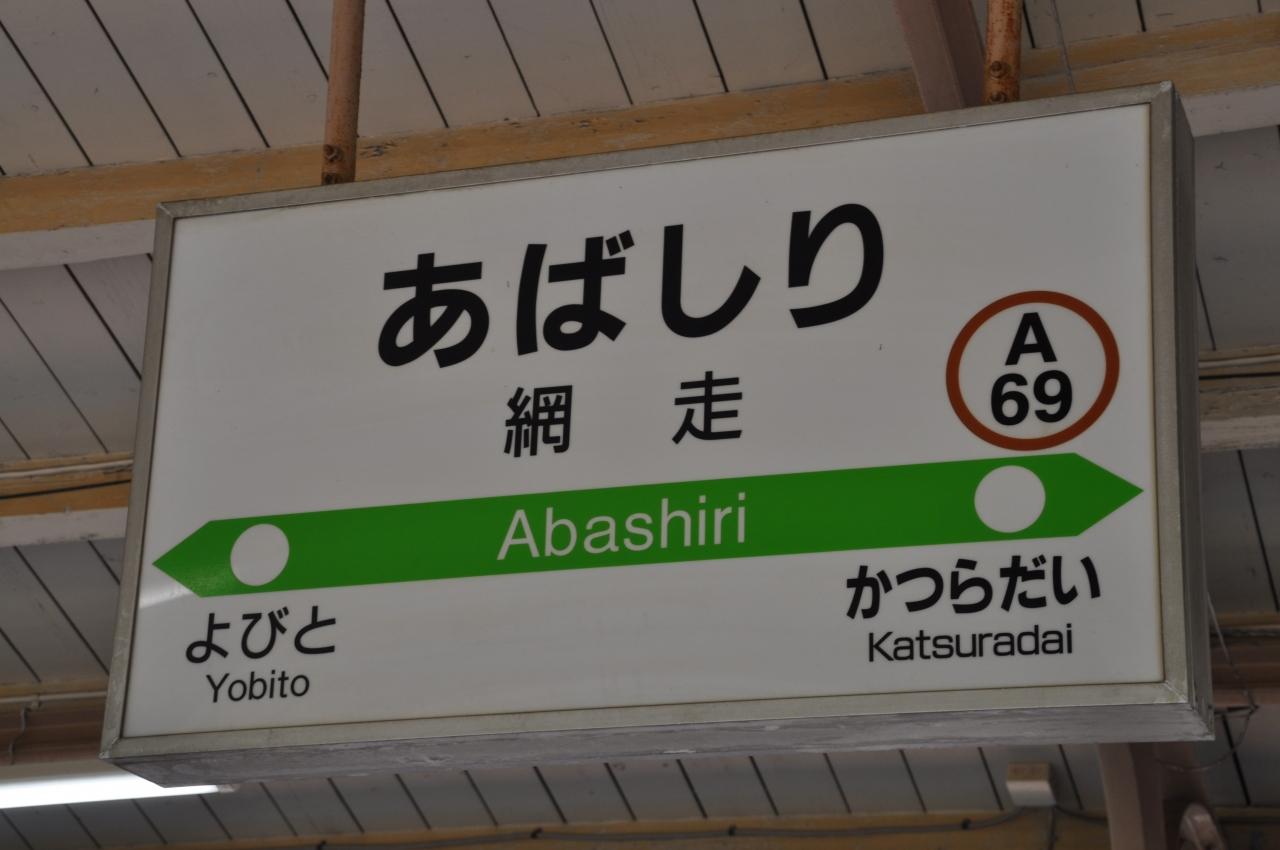 あばしり
網走
A
69
Abashiri
よびと
Yobito
かつらだい
Katsuradai